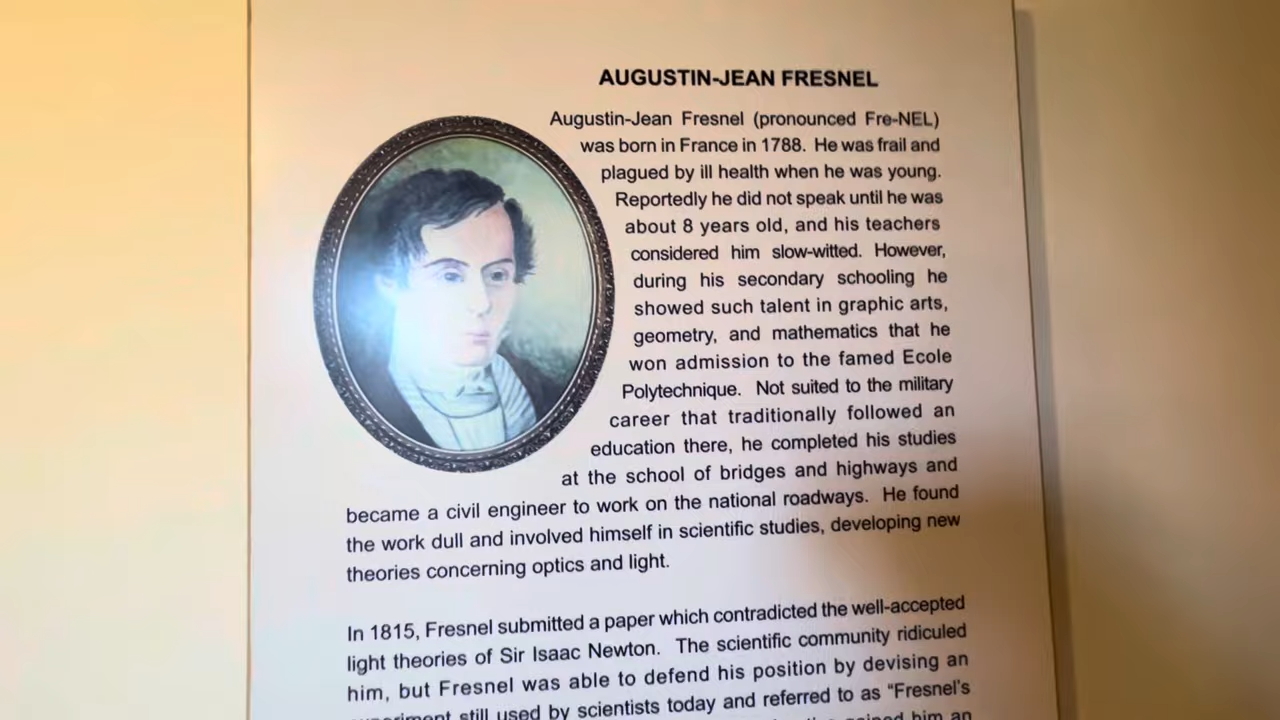 AUGUSTIN-JEAN FRESNEL
Augustin-Jean Fresnel (pronounced Fre-NEL)
was born in France in 1788. He was frail and
plagued by ill health when he was young.
Reportedly he did not speak until he was
about 8 years old, and his teachers
considered him slow-witted. However,
during his secondary schooling he
showed such talent in graphic arts,
geometry, and mathematics that he
won admission to the famed Ecole
Polytechnique. Not suited to the military
career that traditionally followed an
education there, he completed his studies
at the school of bridges and highways and
became a civil engineer to work on the national roadways. He found
the work dull and involved himself in scientific studies, developing new
theories concerning optics and light.
In 1815, Fresnel submitted a paper which contradicted the well-accepted
light theories of Sir Isaac Newton. The scientific community ridiculed
him, but Fresnel was able to defend his position by devising an
still used by scientists today and referred to as “Fresnel’s
him an